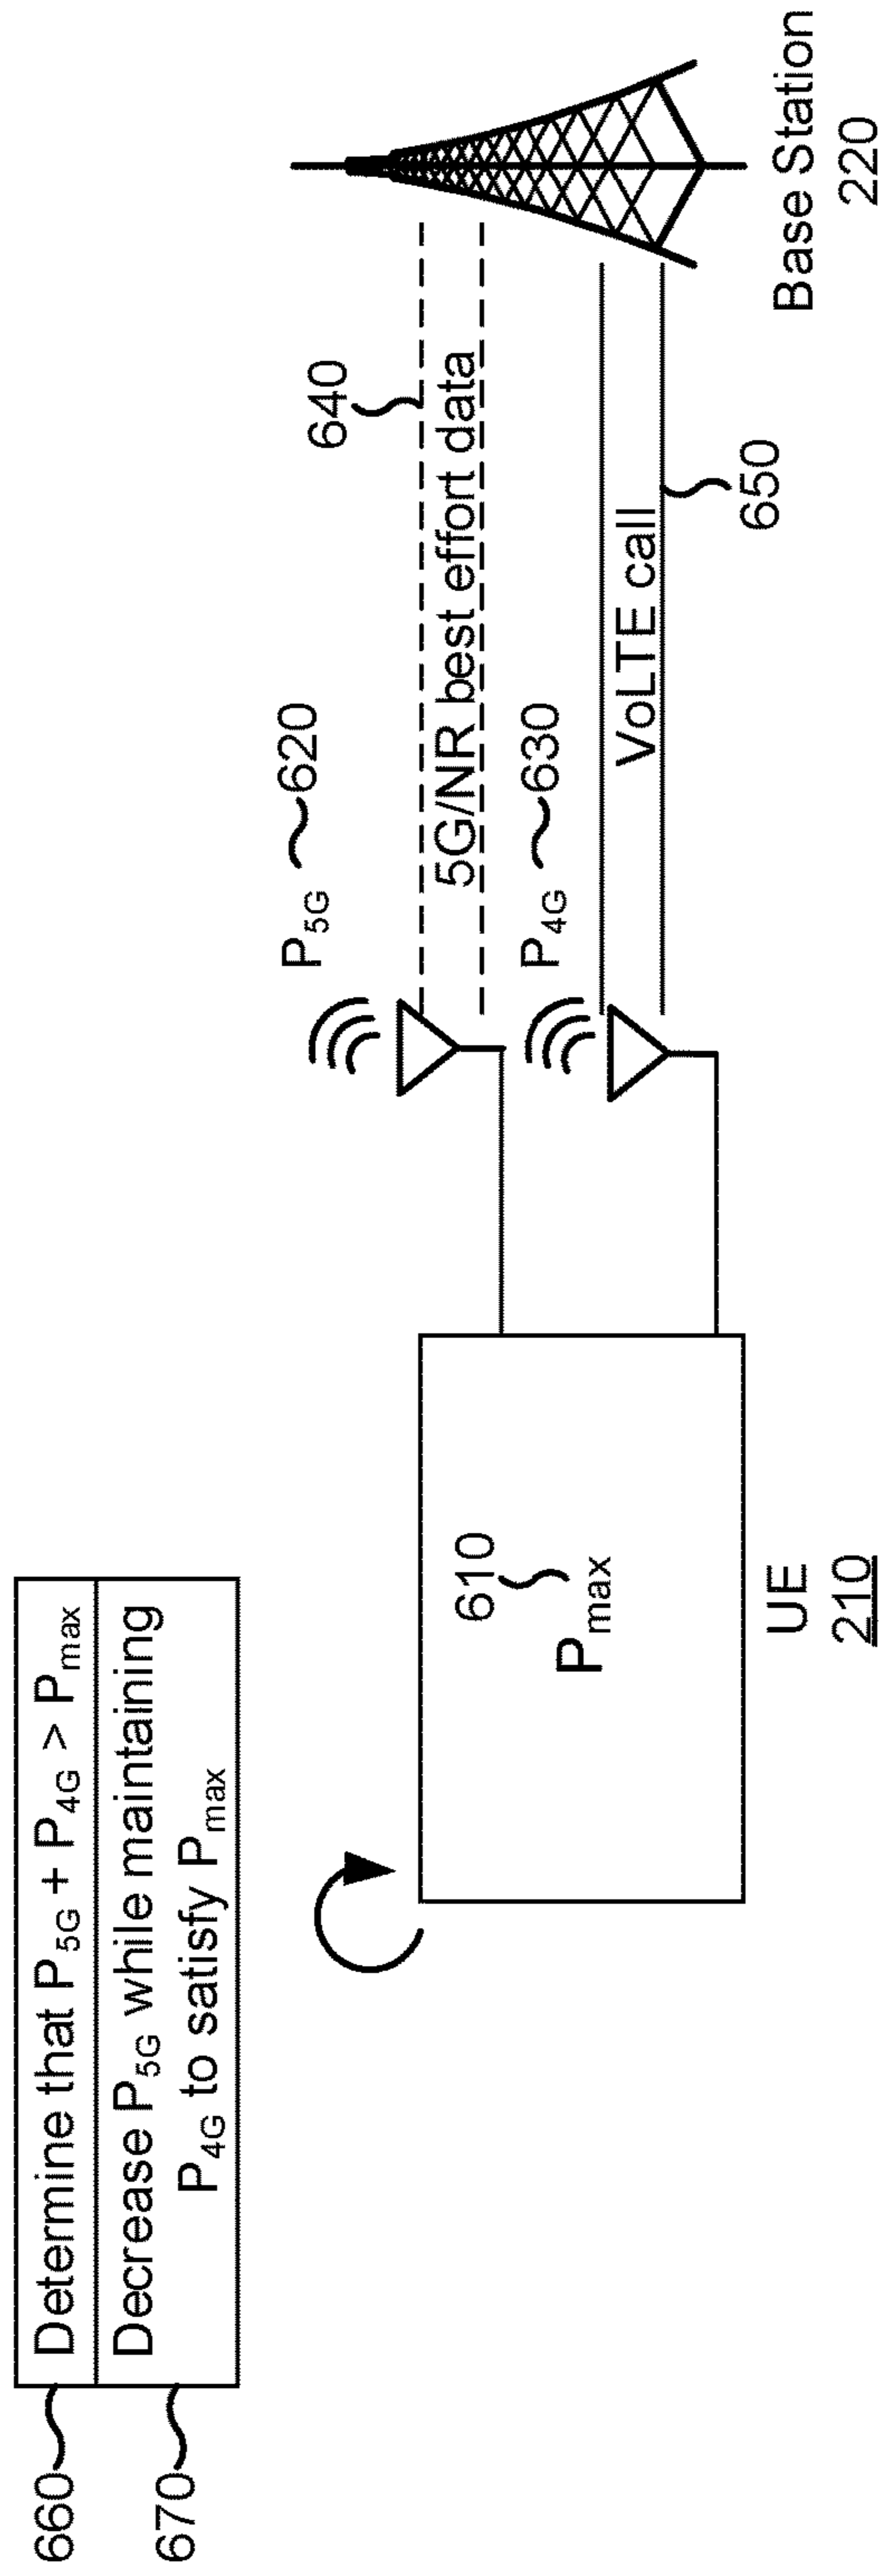 660
Determine that P5G + P4G > Pmax
670
Decrease P5G while maintaining
P4G to satisfy Pmax
P5G
620
640
5G/NR best effort data
P4G
630
VoLTE call
650
610
Pmax
UE
210
Base Station
220